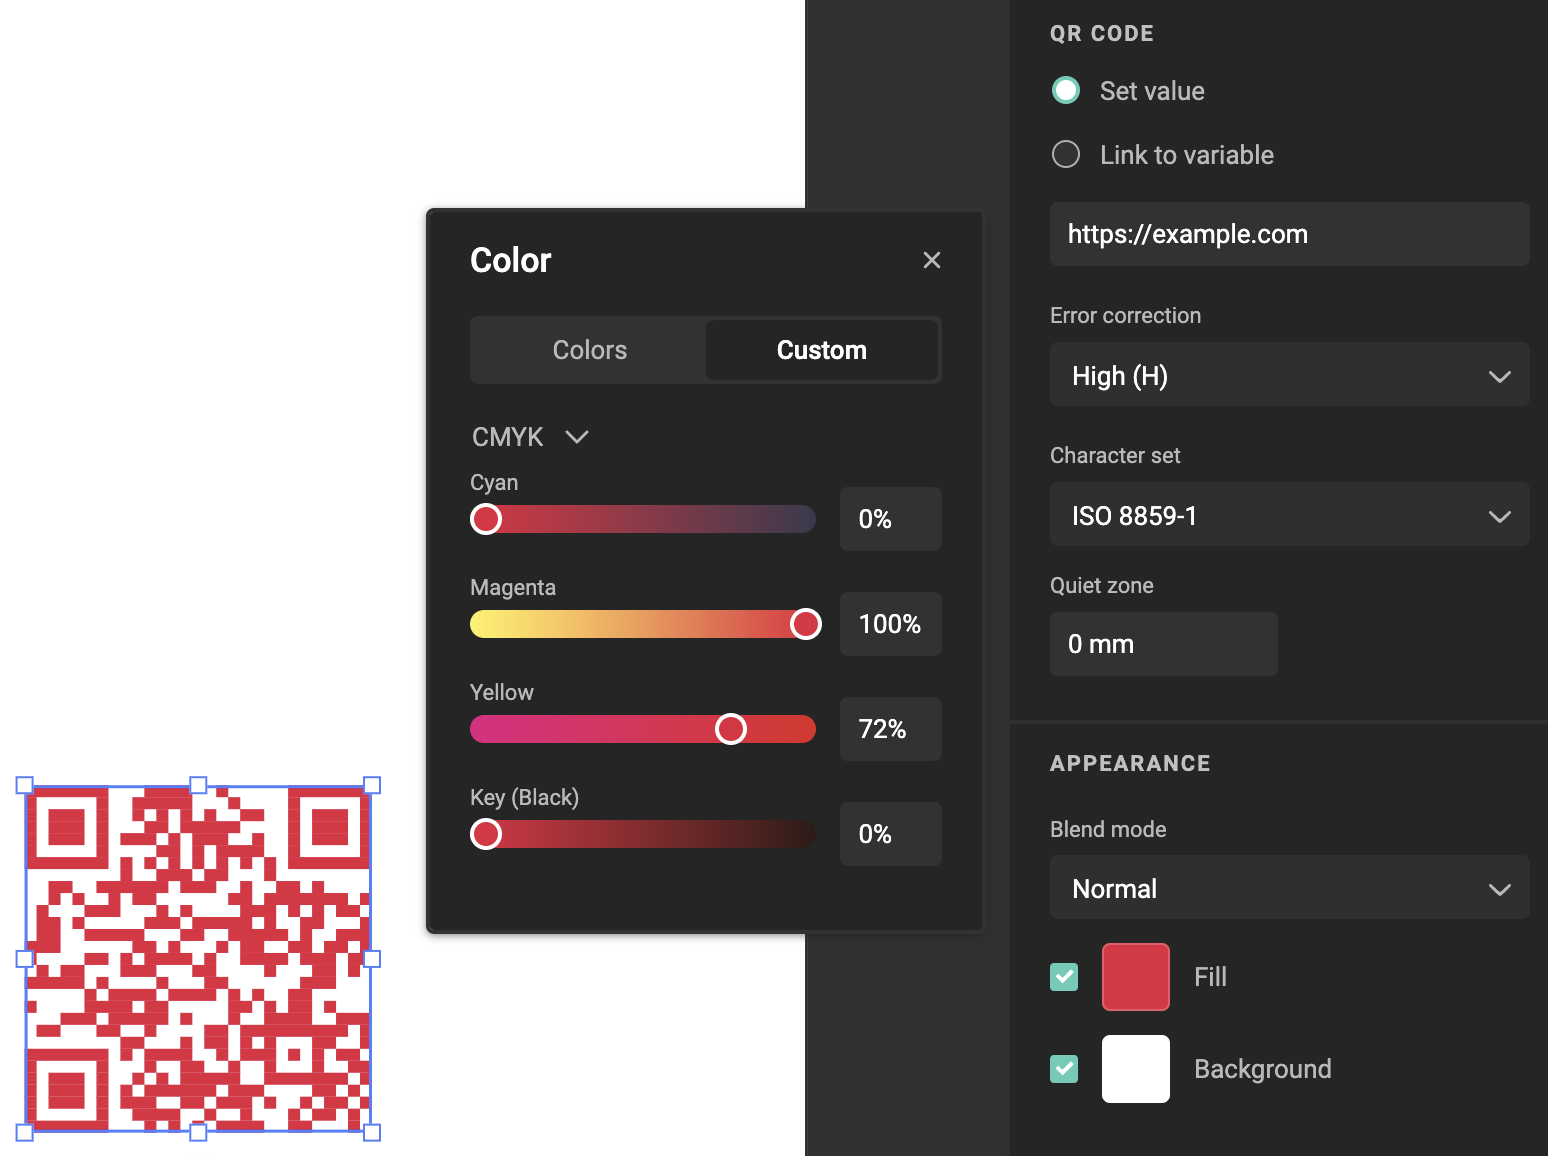 QR CODE
Set value
Link to variable
https://example.com
Error correction
High (H)
Character set
ISO 8859-1
Quiet zone
0 mm
APPEARANCE
Blend mode
Normal
Fill
Background
Color
Colors
Custom
CMYK
Cyan
0%
Magenta
100%
Yellow
72%
Key (Black)
0%